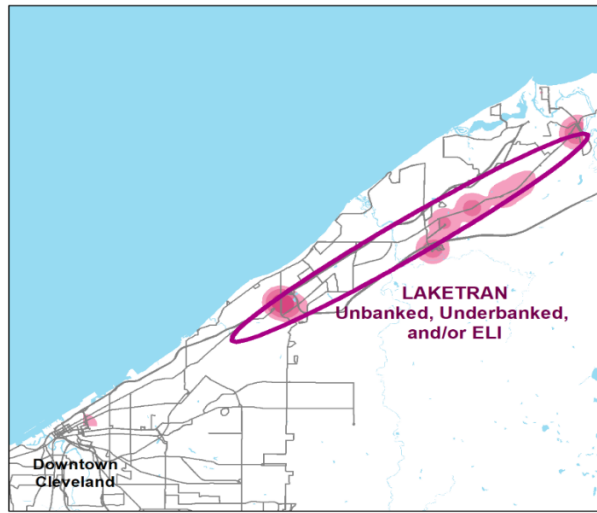 LAKETRAN
Unbanked, Underbanked,
and/or ELI
Downtown
Cleveland